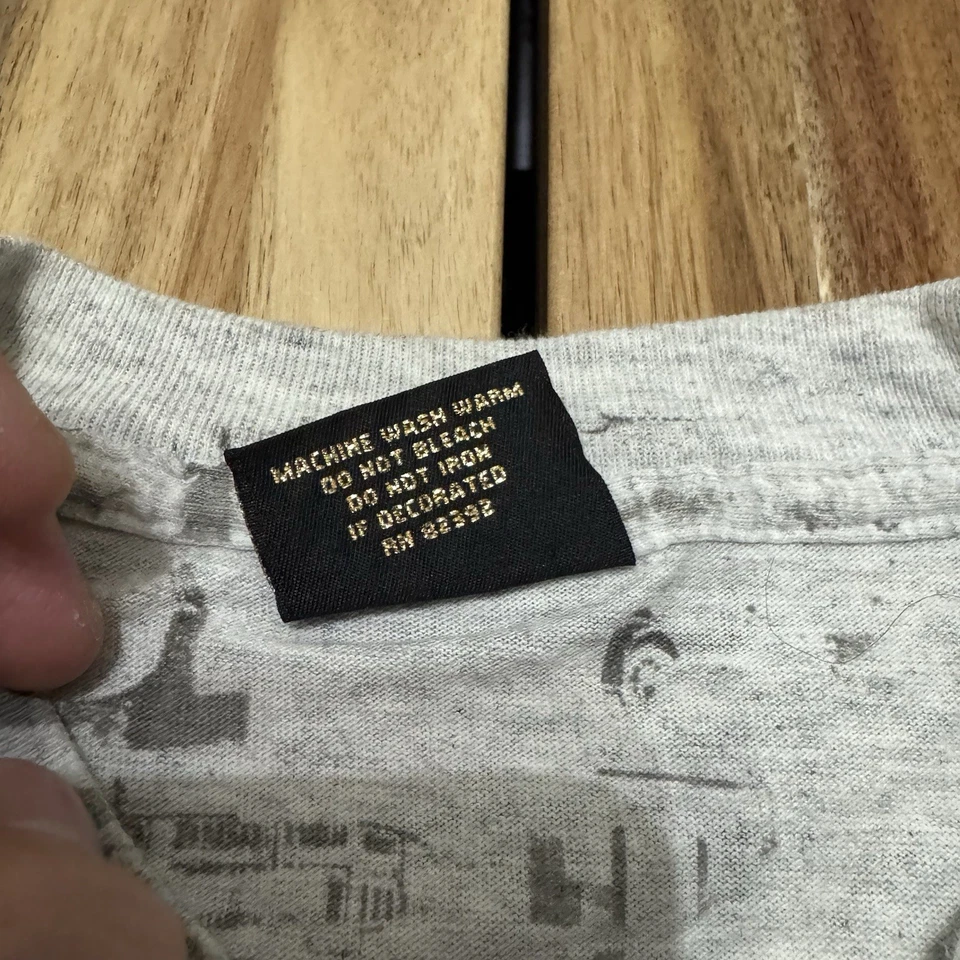 MACHINE WASH WARM
DO NOT BLEACH
DO NOT IRON
IF DECORATED
RN 82392